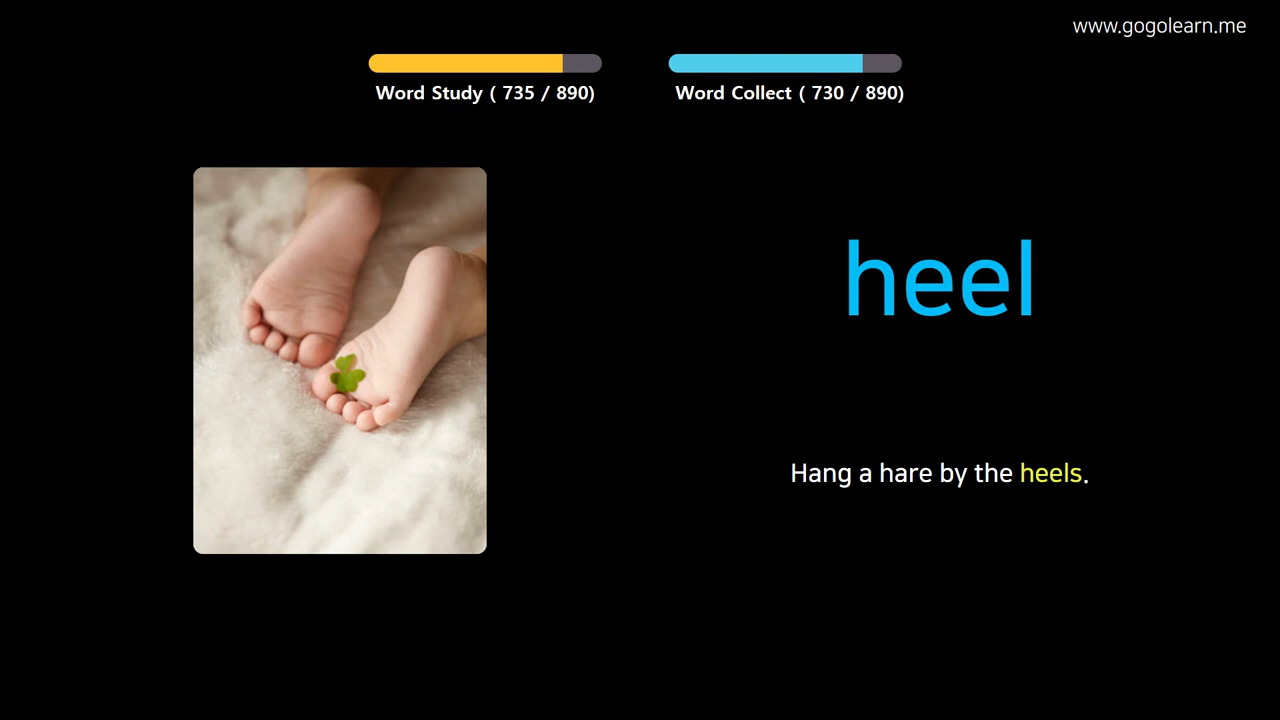 www.gogolearn.me
Word Study ( 735 / 890)
Word Collect ( 730 / 890)
heel
Hang a hare by the heels.